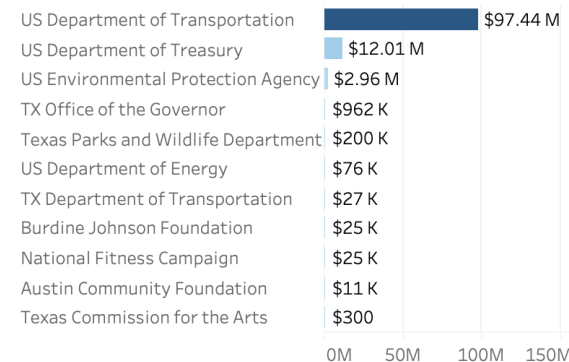 US Department of Transportation $97.44 M
US Department of Treasury $12.01 M
US Environmental Protection Agency $2.96 M
TX Office of the Governor $962 K
Texas Parks and Wildlife Department $200 K
US Department of Energy $76 K
TX Department of Transportation $27 K
Burdine Johnson Foundation $25 K
National Fitness Campaign $25 K
Austin Community Foundation $11 K
Texas Commission for the Arts $300
0M 50M 100M 150M